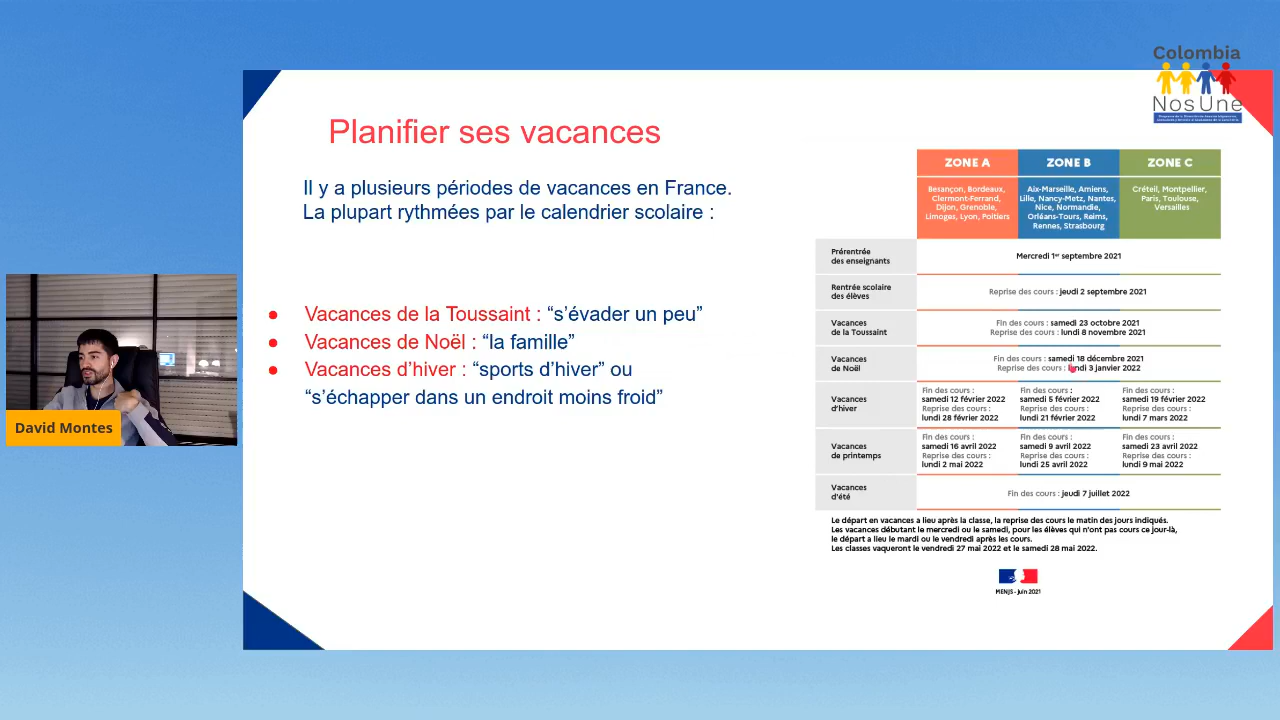 Colombia
NosUne
Planifier ses vacances
Il y a plusieurs périodes de vacances en France.
La plupart rythmées par le calendrier scolaire :
Vacances de la Toussaint : “s’évader un peu”
Vacances de Noël : “la famille”
Vacances d’hiver : “sports d’hiver” ou
“s’échapper dans un endroit moins froid”
David Montes
ZONE A ZONE B ZONE C
Besançon, Bordeaux,
Clermont-Ferrand,
Dijon, Grenoble,
Limoges, Lyon, Poitiers
Aix-Marseille, Amiens,
Lille, Nancy-Metz, Nantes,
Nice, Normandie,
Orléans-Tours, Reims,
Rennes, Strasbourg
Créteil, Montpellier,
Paris, Toulouse,
Versailles
Prérentrée
des enseignants
Mercredi 1er septembre 2021
Rentrée scolaire
des élèves
Reprise des cours : jeudi 2 septembre 2021
Vacances
de la Toussaint
Fin des cours : samedi 23 octobre 2021
Reprise des cours : lundi 8 novembre 2021
Vacances
de Noël
Fin des cours : samedi 18 décembre 2021
Reprise des cours : lundi 3 janvier 2022
Vacances
d’hiver
Fin des cours :
samedi 12 février 2022
Reprise des cours :
lundi 28 février 2022
Fin des cours :
samedi 5 février 2022
Reprise des cours :
lundi 21 février 2022
Fin des cours :
samedi 19 février 2022
Reprise des cours :
lundi 7 mars 2022
Vacances
de printemps
Fin des cours :
samedi 16 avril 2022
Reprise des cours :
lundi 2 mai 2022
Fin des cours :
samedi 9 avril 2022
Reprise des cours :
lundi 25 avril 2022
Fin des cours :
samedi 23 avril 2022
Reprise des cours :
lundi 9 mai 2022
Vacances
d’été
Fin des cours : jeudi 7 juillet 2022
Le départ en vacances a lieu après la classe, la reprise des cours le matin des jours indiqués.
Les vacances débutant le mercredi ou le samedi, pour les élèves qui n'ont pas cours ce jour-là,
le départ a lieu le mardi ou le vendredi après les cours.
Les classes vaqueront le vendredi 27 mai 2022 et le samedi 28 mai 2022.
MENJS - juin 2021